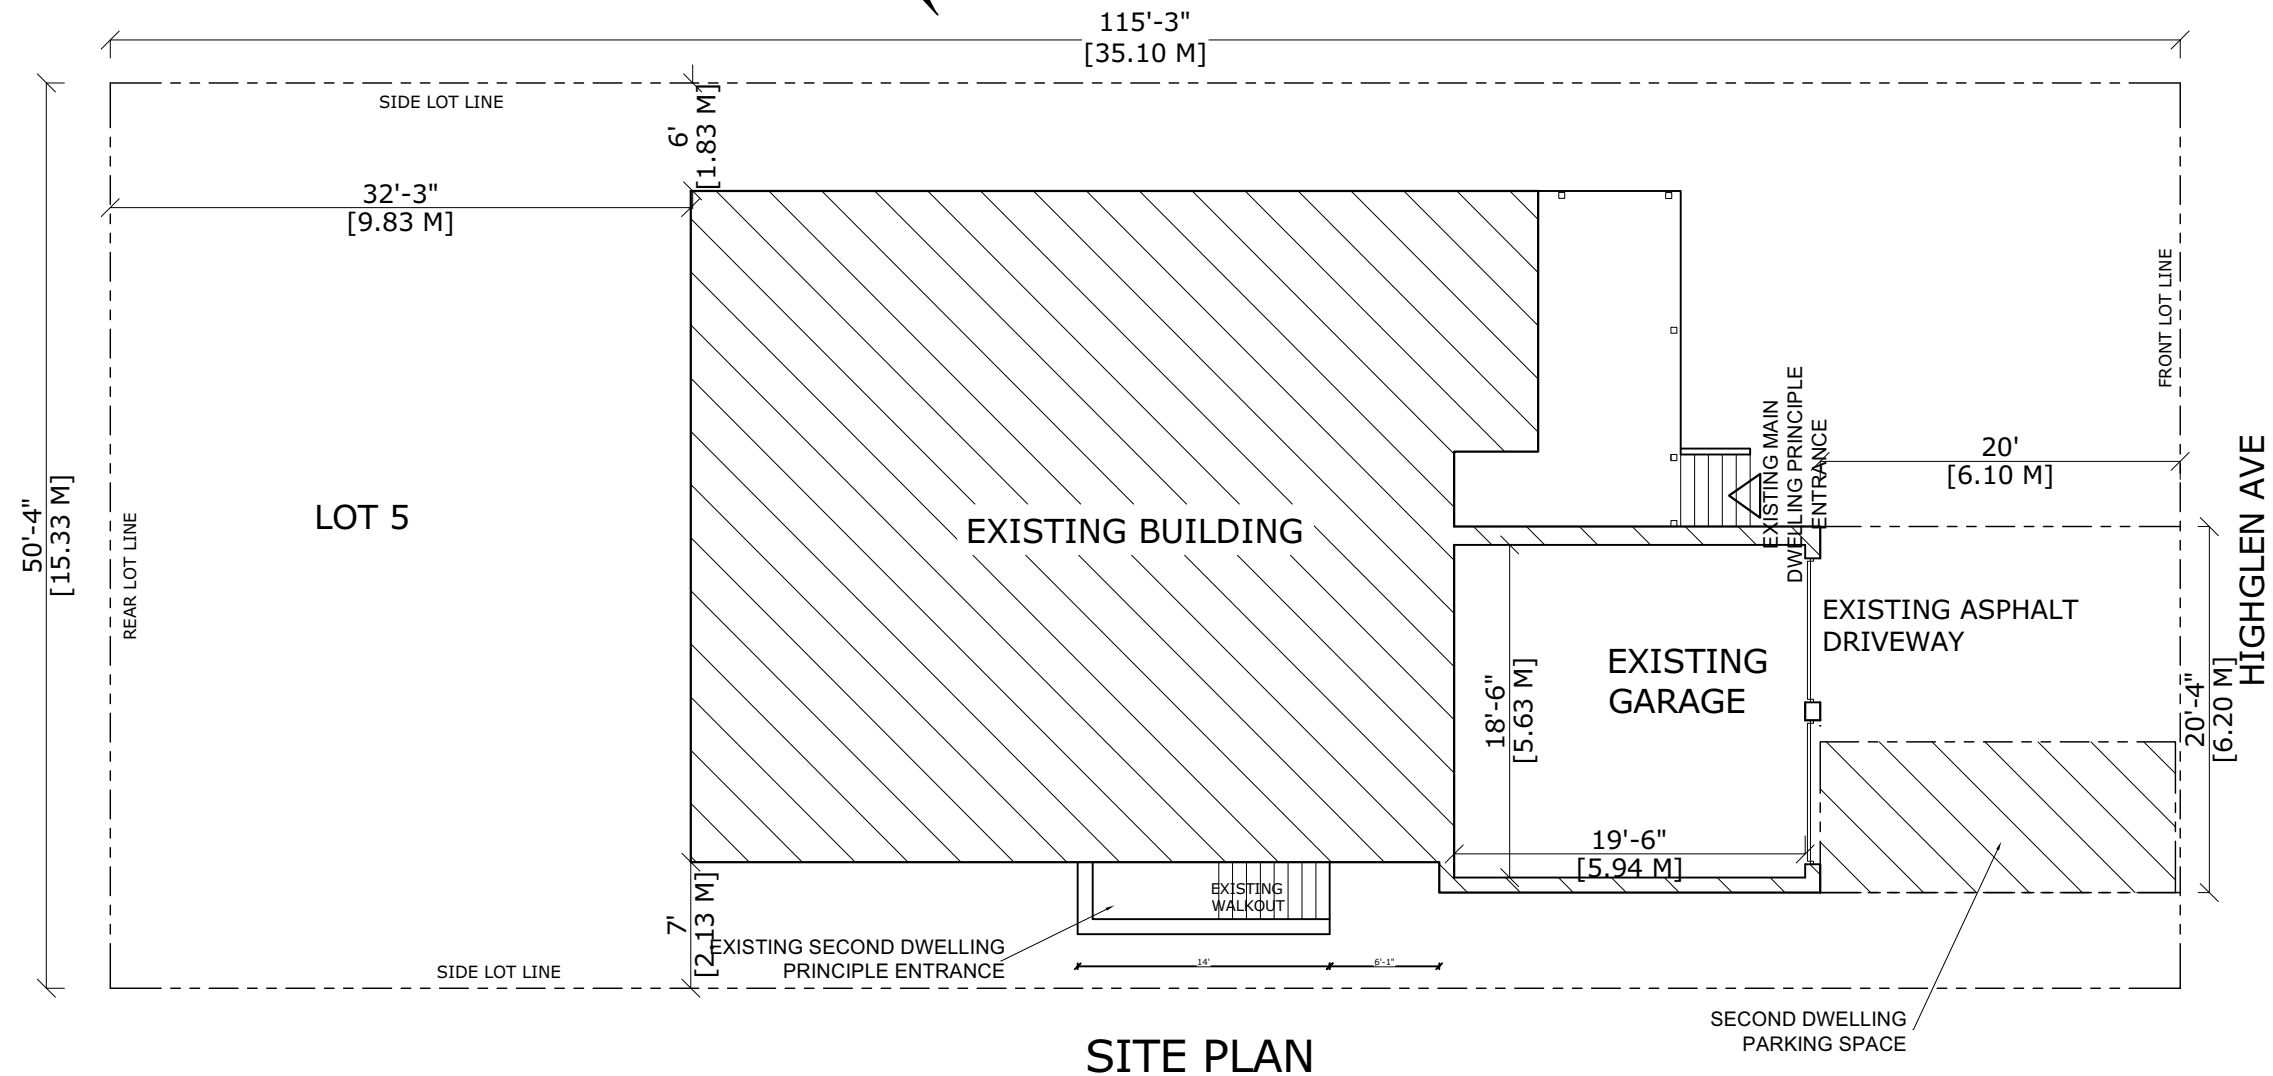 115'-3"
[35.10 M]
SIDE LOT LINE
6'
[1.83 M]
32'-3"
[9.83 M]
FRONT LOT LINE
EXISTING MAIN
DWELLING PRINCIPLE
ENTRANCE
20'
[6.10 M]
HIGHGLEN AVE
50'-4"
[15.33 M]
REAR LOT LINE
LOT 5
EXISTING BUILDING
EXISTING ASPHALT
DRIVEWAY
EXISTING
GARAGE
18'-6"
[5.63 M]
20'-4"
[6.20 M]
19'-6"
[5.94 M]
7'
[2.13 M]
EXISTING
WALKOUT
EXISTING SECOND DWELLING
PRINCIPLE ENTRANCE
14'
6'-1"
SIDE LOT LINE
SECOND DWELLING
PARKING SPACE
SITE PLAN